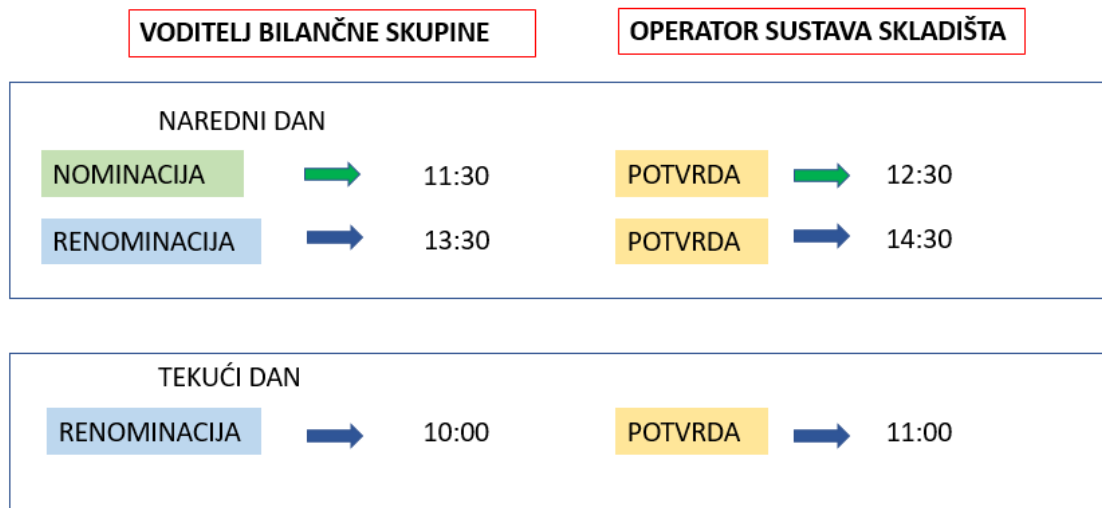 VODITELJ BILANČNE SKUPINE OPERATOR SUSTAVA SKLADIŠTA
NAREDNI DAN
NOMINACIJA 11:30 POTVRDA 12:30
RENOMINACIJA 13:30 POTVRDA 14:30
TEKUĆI DAN
RENOMINACIJA 10:00 POTVRDA 11:00